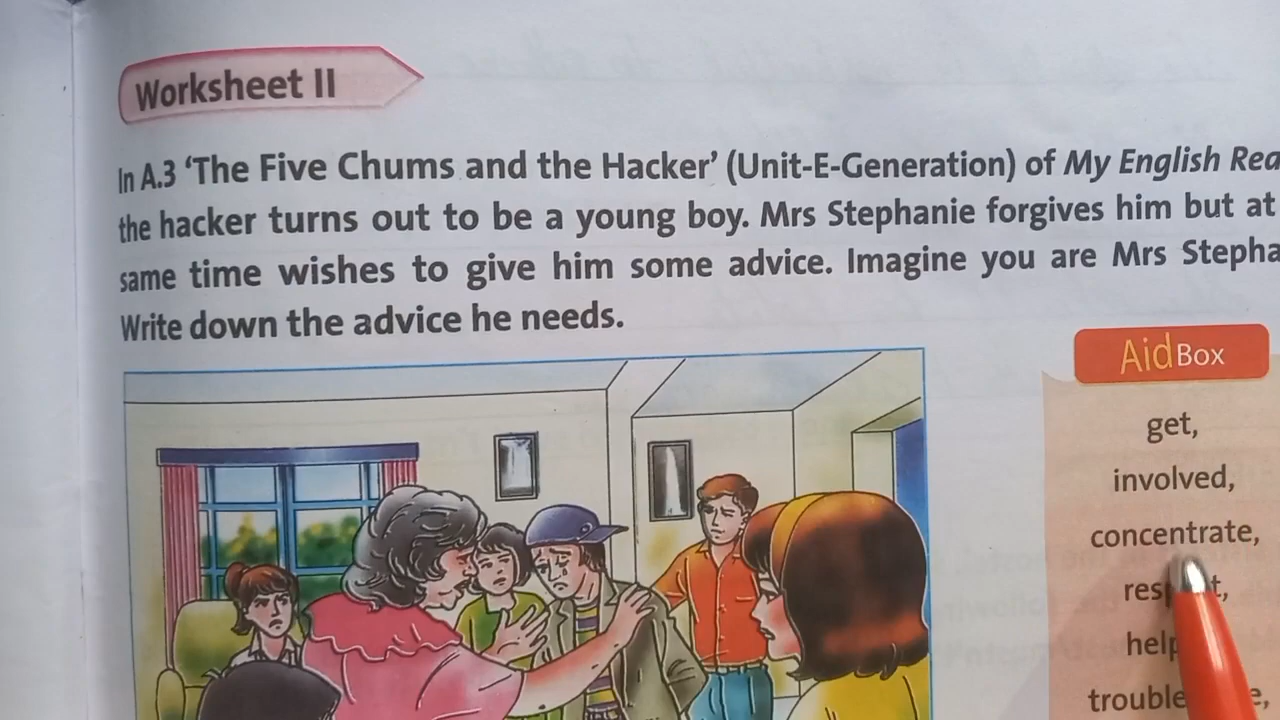 Worksheet II
In A.3 ‘The Five Chums and the Hacker’ (Unit-E-Generation) of My English
the hacker turns out to be a young boy. Mrs Stephanie forgives him but at
same time wishes to give him some advice. Imagine you are Mrs
Write down the advice he needs.
Aid Box
get,
involved,
concentrate,